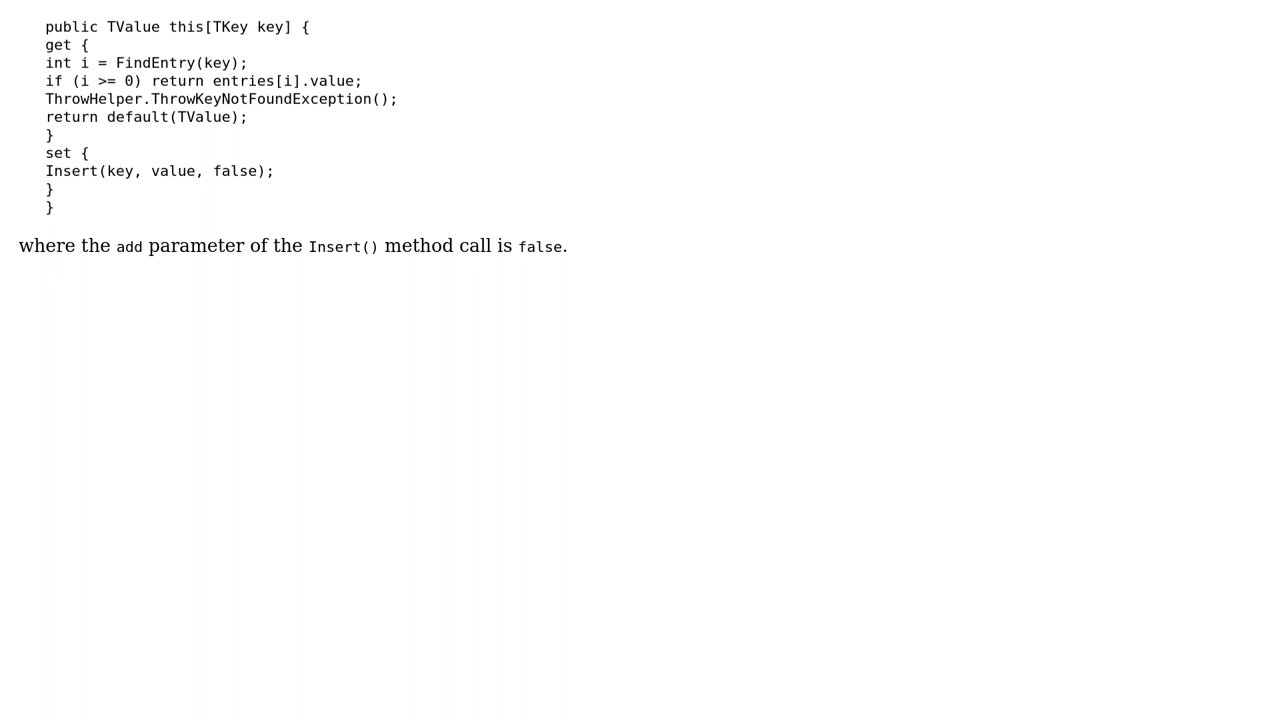 public TValue this[TKey key] {
get {
int i = FindEntry(key);
if (i >= 0) return entries[i].value;
ThrowHelper.ThrowKeyNotFoundException();
return default(TValue);
}
set {
Insert(key, value, false);
}
}
where the add parameter of the Insert() method call is false.